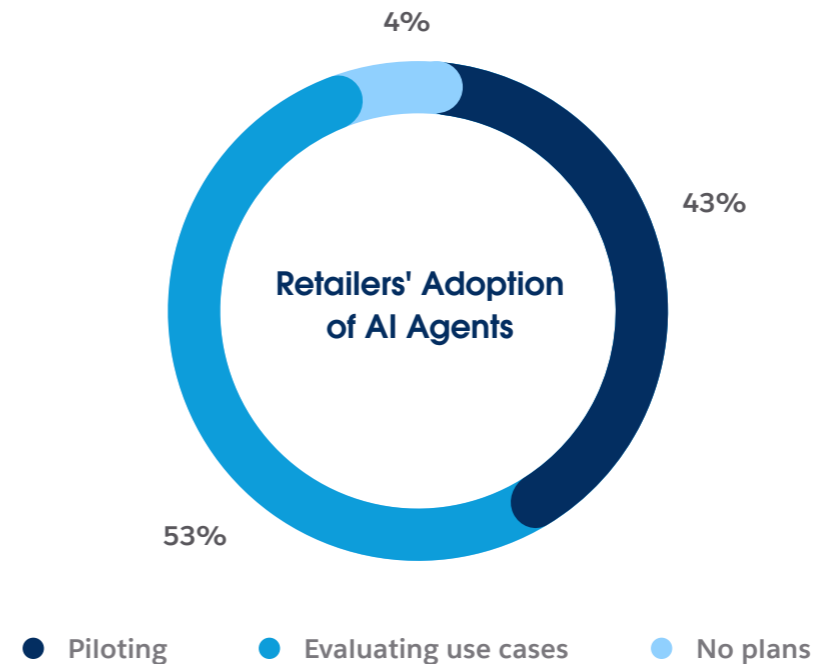 4%
43%
Retailers' Adoption
of AI Agents
53%
Piloting
Evaluating use cases
No plans